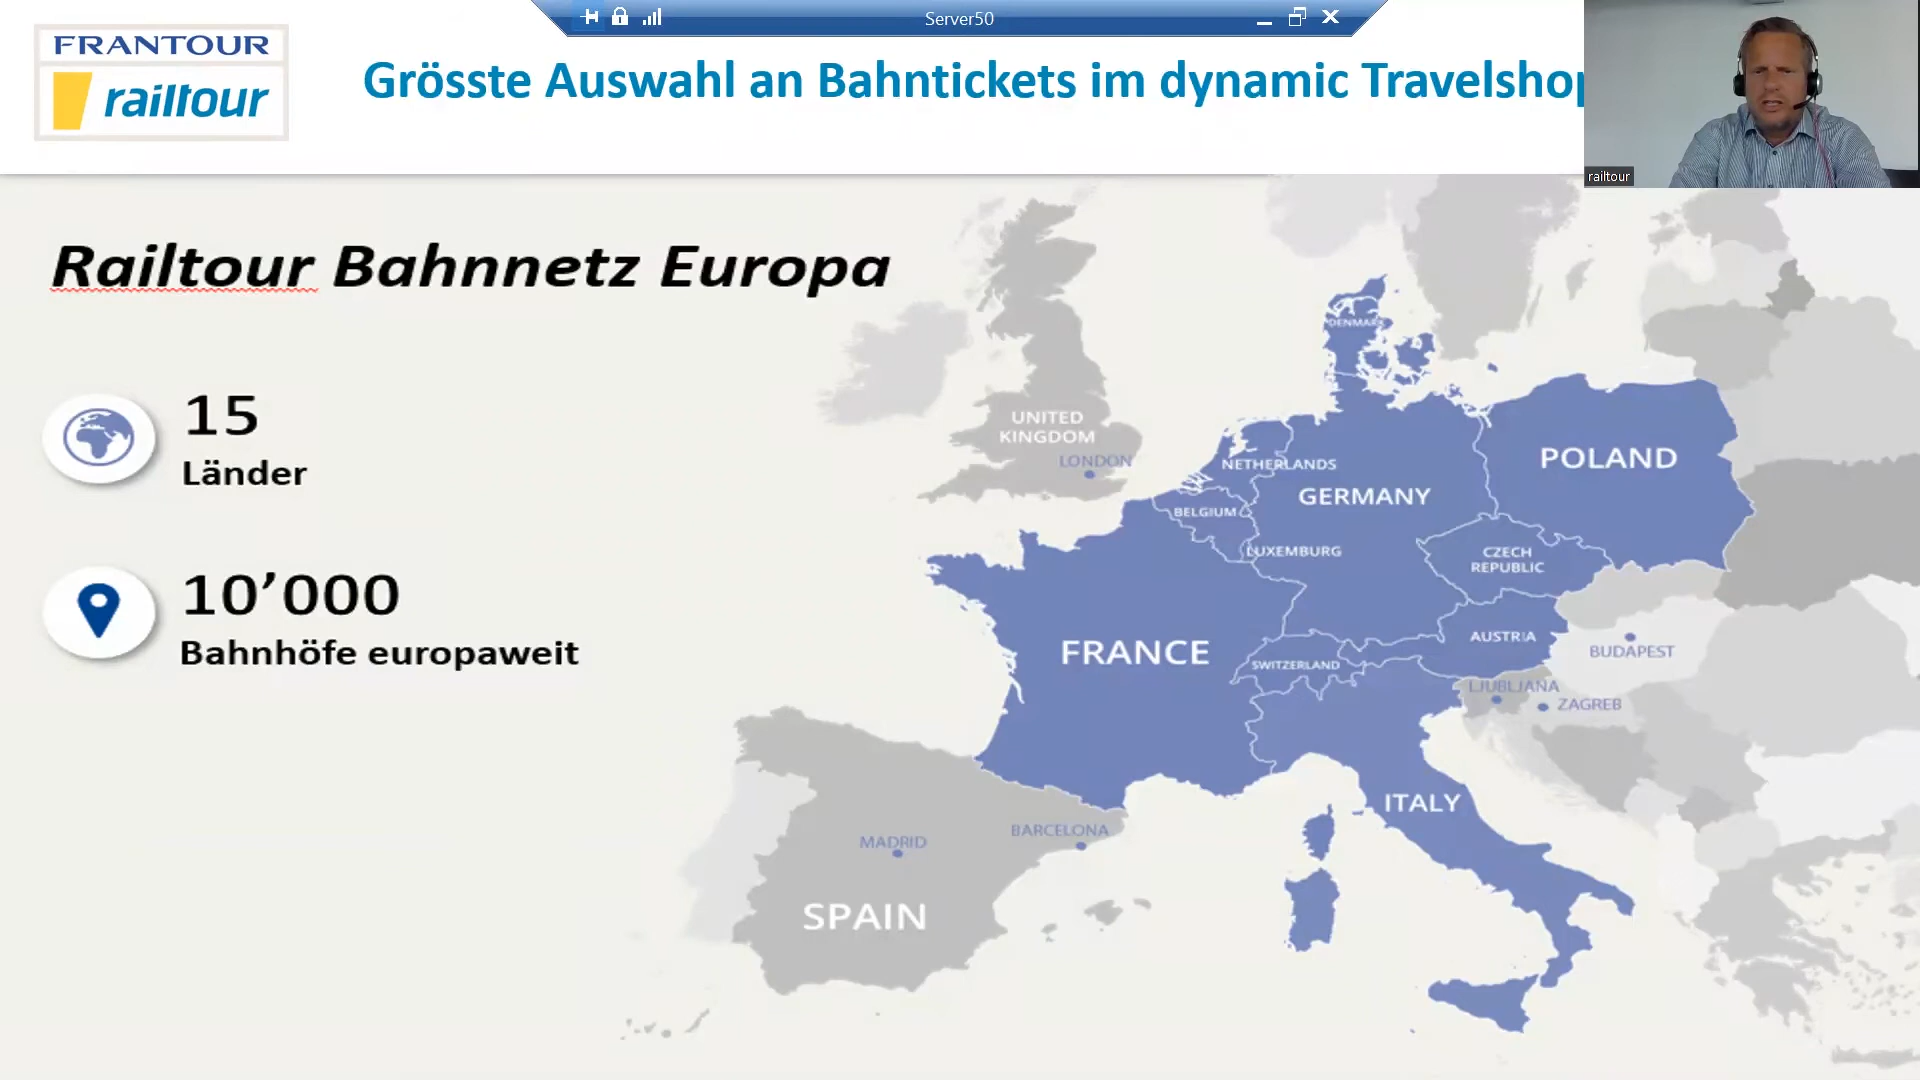 Server50
FRANTOUR
railtour
Grösste Auswahl an Bahntickets im dynamic Travelshop
railtour
Railtour Bahnnetz Europa
15
Länder
10’000
Bahnhöfe europaweit
DENMARK
UNITED
KINGDOM
LONDON
NETHERLANDS
POLAND
GERMANY
BELGIUM
LUXEMBURG
CZECH
REPUBLIC
FRANCE
SWITZERLAND
AUSTRIA
BUDAPEST
LJUBLJANA
ZAGREB
ITALY
MADRID
BARCELONA
SPAIN